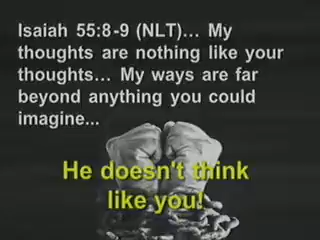 Isaiah 55:8-9 (NLT)... My
thoughts are nothing like your
thoughts... My ways are far
beyond anything you could
imagine...
He doesn't think
like you!